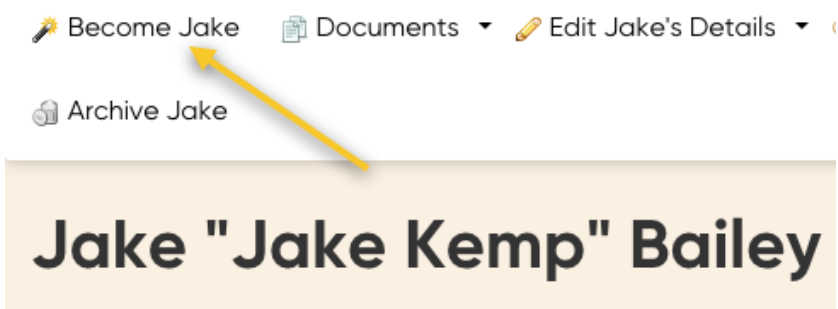 Become Jake Documents Edit Jake's Details
Archive Jake
Jake "Jake Kemp" Bailey